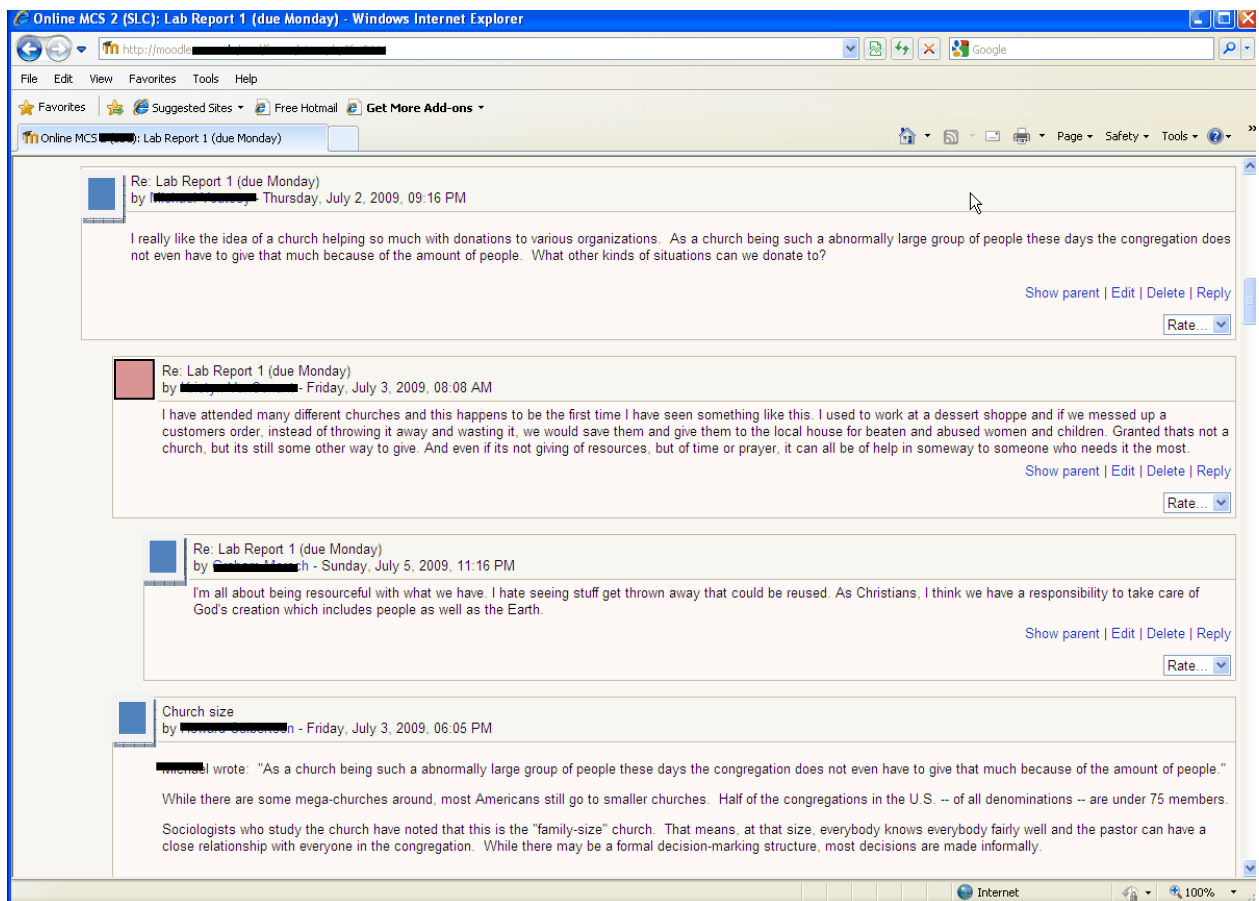 Online MCS 2 (SLC): Lab Report 1 (due Monday) - Windows Internet Explorer
http://moodle
Google
File Edit View Favorites Tools Help
Favorites Suggested Sites Free Hotmail Get More Add-ons
Online MCS ): Lab Report 1 (due Monday)
Page Safety Tools
Re: Lab Report 1 (due Monday)
by - Thursday, July 2, 2009, 09:16 PM
I really like the idea of a church helping so much with donations to various organizations. As a church being such a abnormally large group of people these days the congregation does
not even have to give that much because of the amount of people. What other kinds of situations can we donate to?
Show parent | Edit | Delete | Reply
Rate...
Re: Lab Report 1 (due Monday)
by - Friday, July 3, 2009, 08:08 AM
I have attended many different churches and this happens to be the first time I have seen something like this. I used to work at a dessert shoppe and if we messed up a
customers order, instead of throwing it away and wasting it, we would save them and give them to the local house for beaten and abused women and children. Granted thats not a
church, but its still some other way to give. And even if its not giving of resources, but of time or prayer, it can all be of help in someway to someone who needs it the most.
Show parent | Edit | Delete | Reply
Rate...
Re: Lab Report 1 (due Monday)
by - Sunday, July 5, 2009, 11:16 PM
I'm all about being resourceful with what we have. I hate seeing stuff get thrown away that could be reused. As Christians, I think we have a responsibility to take care of
God's creation which includes people as well as the Earth.
Show parent | Edit | Delete | Reply
Rate...
Church size
by - Friday, July 3, 2009, 06:05 PM
wrote: "As a church being such a abnormally large group of people these days the congregation does not even have to give that much because of the amount of people."
While there are some mega-churches around, most Americans still go to smaller churches. Half of the congregations in the U.S. -- of all denominations -- are under 75 members.
Sociologists who study the church have noted that this is the "family-size" church. That means, at that size, everybody knows everybody fairly well and the pastor can have a
close relationship with everyone in the congregation. While there may be a formal decision-marking structure, most decisions are made informally.
Internet 100%